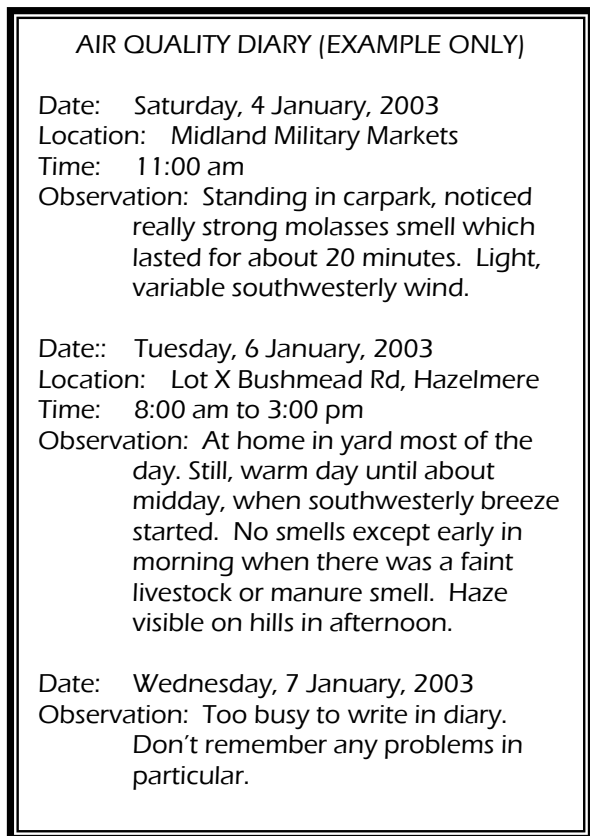 AIR QUALITY DIARY (EXAMPLE ONLY)
Date: Saturday, 4 January, 2003
Location: Midland Military Markets
Time: 11:00 am
Observation: Standing in carpark, noticed
really strong molasses smell which
lasted for about 20 minutes. Light,
variable southwesterly wind.
Date:: Tuesday, 6 January, 2003
Location: Lot X Bushmead Rd, Hazelmere
Time: 8:00 am to 3:00 pm
Observation: At home in yard most of the
day. Still, warm day until about
midday, when southwesterly breeze
started. No smells except early in
morning when there was a faint
livestock or manure smell. Haze
visible on hills in afternoon.
Date: Wednesday, 7 January, 2003
Observation: Too busy to write in diary.
Don't remember any problems in
particular.